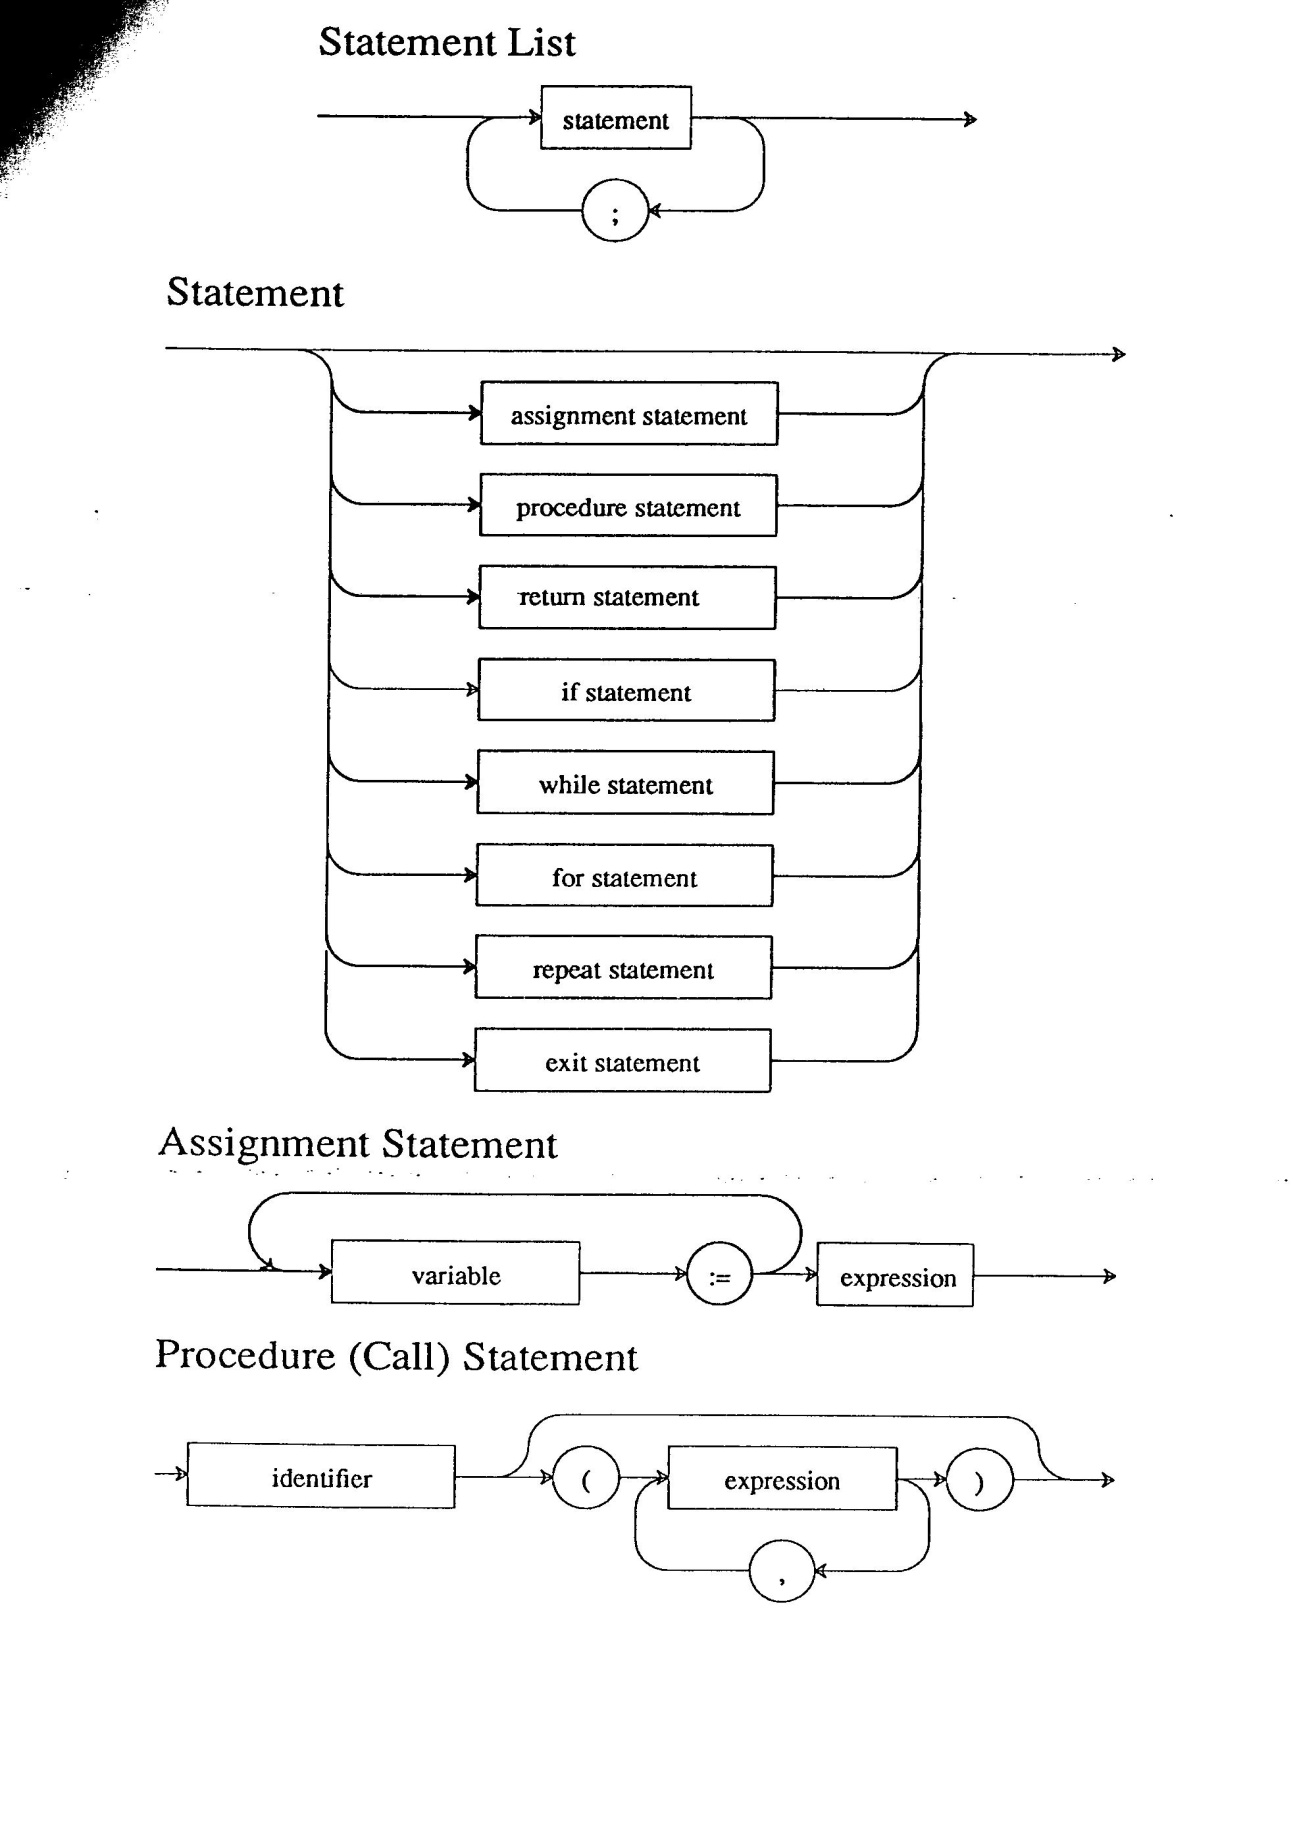 Statement List
statement
;
Statement
assignment statement
procedure statement
return statement
if statement
while statement
for statement
repeat statement
exit statement
Assignment Statement
variable
:=
expression
Procedure (Call) Statement
identifier
(
expression
)
,